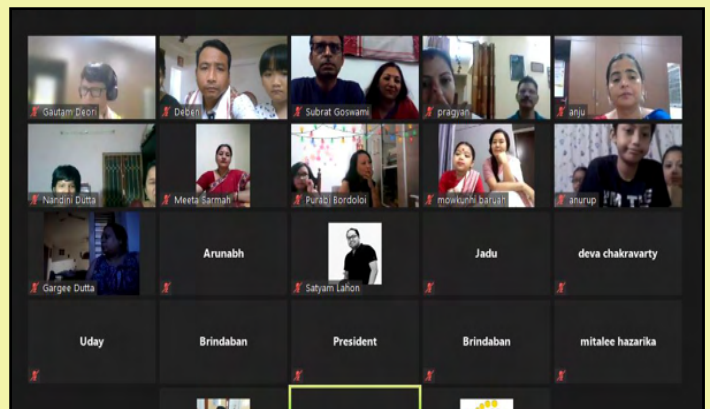 Gautam Deori
Deben
Subrat Goswami
pragyan
anju
Nandini Dutta
Meeta Sarmah
Purabi Bordoloi
mowkunhi baruah
anurup
Gargee Dutta
Arunabh
Satyam Lahon
Jadu
deva chakravarty
Uday
Brindaban
President
Brindaban
mitalee hazarika